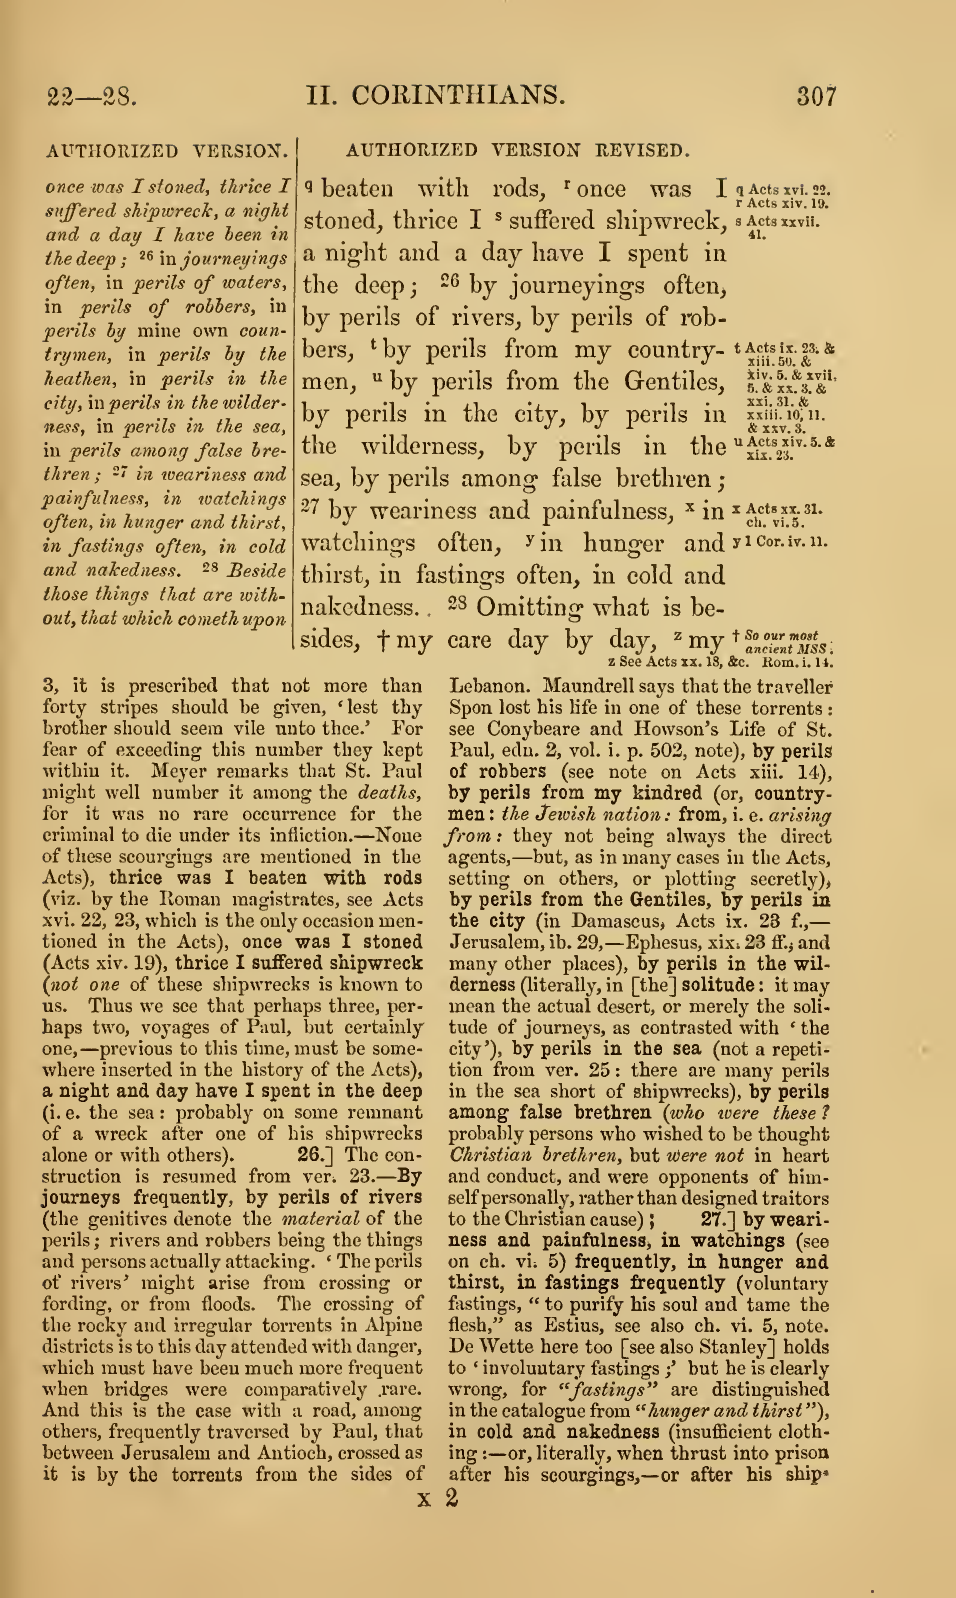 22—28.
II. CORINTHIANS.
307
AUTHORIZED VERSION.
once was I stoned, thrice I
suffered shipwreck, a night
and a day I have been in
the deep; 26 in journeyings
often, in perils of waters,
in perils of robbers, in
perils by mine own coun-
trymen, in perils by the
heathen, in perils in the
city, in perils in the wilder-
ness, in perils in the sea,
in perils among false bre-
thren; 27 in weariness and
painfulness, in watchings
often, in hunger and thirst,
in fastings often, in cold
and nakedness. 28 Beside
those things that are with-
out, that which cometh upon
AUTHORIZED VERSION REVISED.
q beaten with rods, r once was I
stoned, thrice I s suffered shipwreck,
a night and a day have I spent in
the deep; 26 by journeyings often,
by perils of rivers, by perils of rob-
bers, t by perils from my country-
men, u by perils from the Gentiles,
by perils in the city, by perils in
the wilderness, by perils in the
sea, by perils among false brethren;
27 by weariness and painfulness, x in
watchings often, y in hunger and
thirst, in fastings often, in cold and
nakedness. 28 Omitting what is be-
sides, † my care day by day, z my
q Acts xvi. 22.
r Acts xiv. 19.
s Acts xxvii.
41.
t Acts ix. 23. &
xiii. 50. &
xiv. 5. & xvii.
5. & xx. 3. &
xxi. 31. &
xxiii. 10, 11.
& xxv. 3.
u Acts xiv. 5. &
xix. 23.
x Acts xx. 31.
ch. vi. 5.
y 1 Cor. iv. 11.
† So our most
ancient MSS.
z See Acts xx. 18, &c. Rom. i. 14.
3, it is prescribed that not more than
forty stripes should be given, ‘lest thy
brother should seem vile unto thee.’ For
fear of exceeding this number they kept
within it. Meyer remarks that St. Paul
might well number it among the deaths,
for it was no rare occurrence for the
criminal to die under its infliction.—None
of these scourgings are mentioned in the
Acts), thrice was I beaten with rods
(viz. by the Roman magistrates, see Acts
xvi. 22, 23, which is the only occasion men-
tioned in the Acts), once was I stoned
(Acts xiv. 19), thrice I suffered shipwreck
(not one of these shipwrecks is known to
us. Thus we see that perhaps three, per-
haps two, voyages of Paul, but certainly
one,—previous to this time, must be some-
where inserted in the history of the Acts),
a night and day have I spent in the deep
(i. e. the sea: probably on some remnant
of a wreck after one of his shipwrecks
alone or with others). 26.] The con-
struction is resumed from ver. 23.—By
journeys frequently, by perils of rivers
(the genitives denote the material of the
perils; rivers and robbers being the things
and persons actually attacking. ‘The perils
of rivers’ might arise from crossing or
fording, or from floods. The crossing of
the rocky and irregular torrents in Alpine
districts is to this day attended with danger,
which must have been much more frequent
when bridges were comparatively rare.
And this is the case with a road, among
others, frequently traversed by Paul, that
between Jerusalem and Antioch, crossed as
it is by the torrents from the sides of
Lebanon. Maundrell says that the traveller
Spon lost his life in one of these torrents:
see Conybeare and Howson's Life of St.
Paul, edn. 2, vol. i. p. 502, note), by perils
of robbers (see note on Acts xiii. 14),
by perils from my kindred (or, country-
men: the Jewish nation: from, i. e. arising
from: they not being always the direct
agents,—but, as in many cases in the Acts,
setting on others, or plotting secretly),
by perils from the Gentiles, by perils in
the city (in Damascus, Acts ix. 23 f.,—
Jerusalem, ib. 29,—Ephesus, xix. 23 ff.; and
many other places), by perils in the wil-
derness (literally, in [the] solitude: it may
mean the actual desert, or merely the soli-
tude of journeys, as contrasted with ‘the
city’), by perils in the sea (not a repeti-
tion from ver. 25: there are many perils
in the sea short of shipwrecks), by perils
among false brethren (who were these?
probably persons who wished to be thought
Christian brethren, but were not in heart
and conduct, and were opponents of him-
self personally, rather than designed traitors
to the Christian cause); 27.] by weari-
ness and painfulness, in watchings (see
on ch. vi. 5) frequently, in hunger and
thirst, in fastings frequently (voluntary
fastings, “to purify his soul and tame the
flesh,” as Estius, see also ch. vi. 5, note.
De Wette here too [see also Stanley] holds
to ‘involuntary fastings;’ but he is clearly
wrong, for “fastings” are distinguished
in the catalogue from “hunger and thirst”),
in cold and nakedness (insufficient cloth-
ing:—or, literally, when thrust into prison
after his scourgings,—or after his ship-
X 2